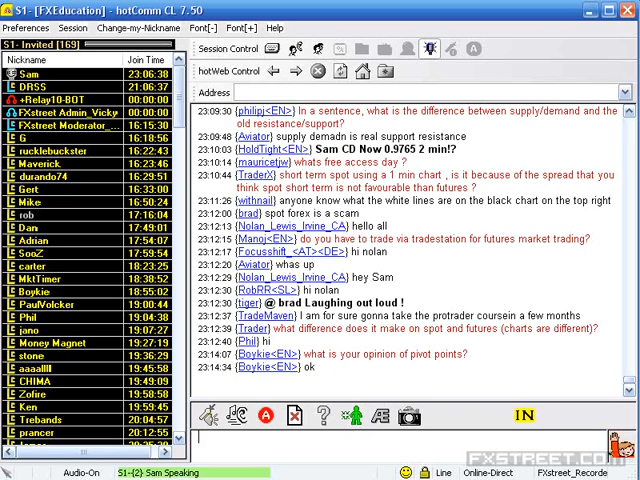 S1- [FXEducation] - hotComm CL 7.50
Preferences Session Change-my-Nickname Font[-] Font[+] Help
S1- Invited [169]
Nickname Join Time
Sam 23:06:38
DRSS 21:06:37
+Relay10-BOT 00:00:00
FXstreet Admin_Vicky 00:00:00
FXstreet Moderator_... 16:15:30
G 16:18:56
rucklebuckster 16:22:43
Maverick 16:23:46
durando74 16:29:51
Gert 16:33:00
Mike 16:50:24
rob 17:16:04
Dan 17:49:01
Adrian 17:54:07
SooZ 17:59:54
carter 18:23:25
MktTimer 18:38:52
Boykie 18:55:02
PaulVolcker 19:00:44
Phil 19:04:38
jano 19:07:27
Money Magnet 19:27:19
stone 19:36:29
aaaallll 19:45:58
CHIMA 19:49:09
Zofire 19:58:58
Ken 19:59:45
Trebands 20:04:57
prancer 20:12:55
Session Control
hotWeb Control
Address
23:09:30 {philipj<EN>} In a sentence, what is the difference between supply/demand and the
old resistance/support?
23:09:48 {Aviator} supply demadn is real support resistance
23:10:03 {HoldTight<EN>} Sam CD Now 0.9765 2 min!?
23:10:14 {mauricetjw} whats free access day ?
23:10:44 {TraderX} short term spot using a 1 min chart , is it because of the spread that you
think spot short term is not favourable than futures ?
23:11:26 {withnail} anyone know what the white lines are on the black chart on the top right
23:12:00 {brad} spot forex is a scam
23:12:13 {Nolan_Lewis_Irvine_CA} hello all
23:12:15 {Manoj<EN>} do you have to trade via tradestation for futures market trading?
23:12:17 {Focusshift_<AT><DE>} hi nolan
23:12:20 {Aviator} whas up
23:12:29 {Nolan_Lewis_Irvine_CA} hey Sam
23:12:30 {RobRR<SL>} hi nolan
23:12:30 {tiger} @ brad Laughing out loud !
23:12:37 {TradeMaven} I am for sure gonna take the protrader coursein a few months
23:12:39 {Trader} what difference does it make on spot and futures (charts are different)?
23:12:40 {Phil} hi
23:14:07 {Boykie<EN>} what is your opinion of pivot points?
23:14:34 {Boykie<EN>} ok
IN
FXSTREET.COM
Audio-On S1-{2} Sam Speaking Line Online-Direct FXstreet_Recorde